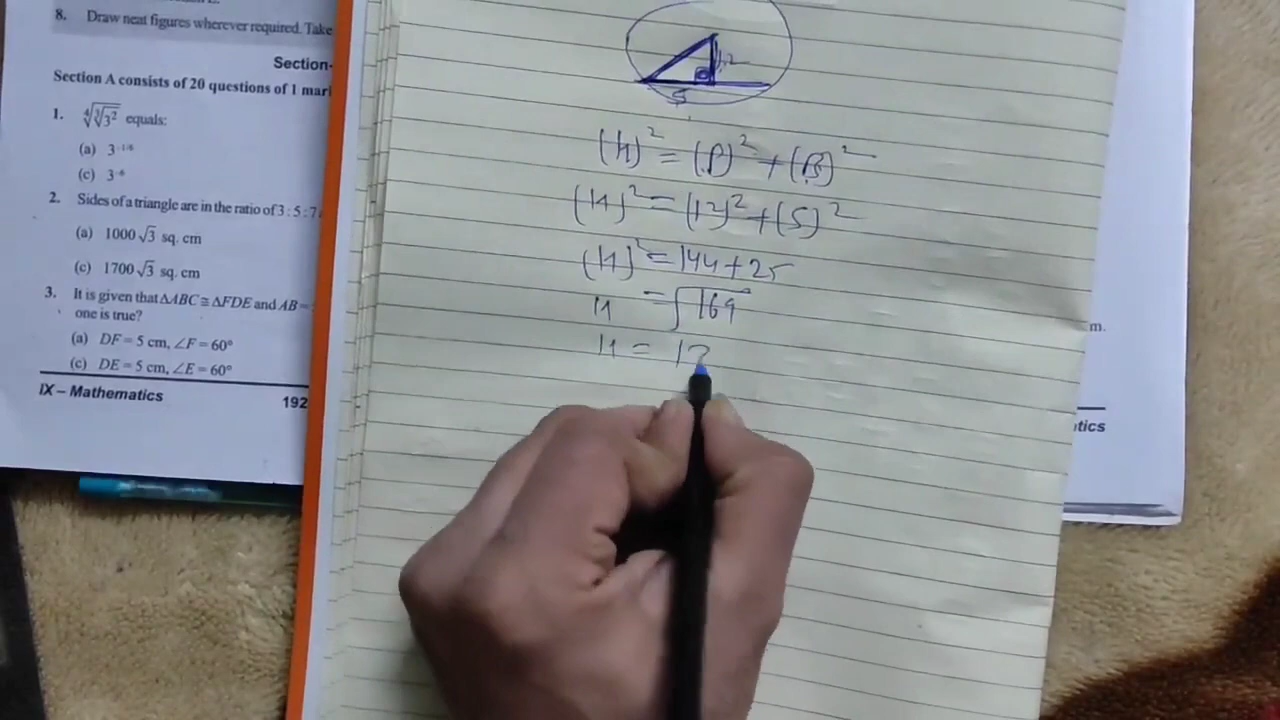 8. Draw neat figures wherever required. Take
Section-
Section A consists of 20 questions of 1 mar
1. ∜∛3² equals:
(a) 3⁻¹ᐟ⁶
(c) 3⁻⁶
2. Sides of a triangle are in the ratio of 3 : 5 : 7
(a) 1000√3 sq. cm
(c) 1700√3 sq. cm
3. It is given that ΔABC ≅ ΔFDE and AB =
one is true?
(a) DF = 5 cm, ∠F = 60°
(c) DE = 5 cm, ∠E = 60°
IX – Mathematics
192
12
5
(H)² = (P)² + (B)²
(H)² = (12)² + (5)²
(H)² = 144 + 25
H = √169
H = 13
m.
tics